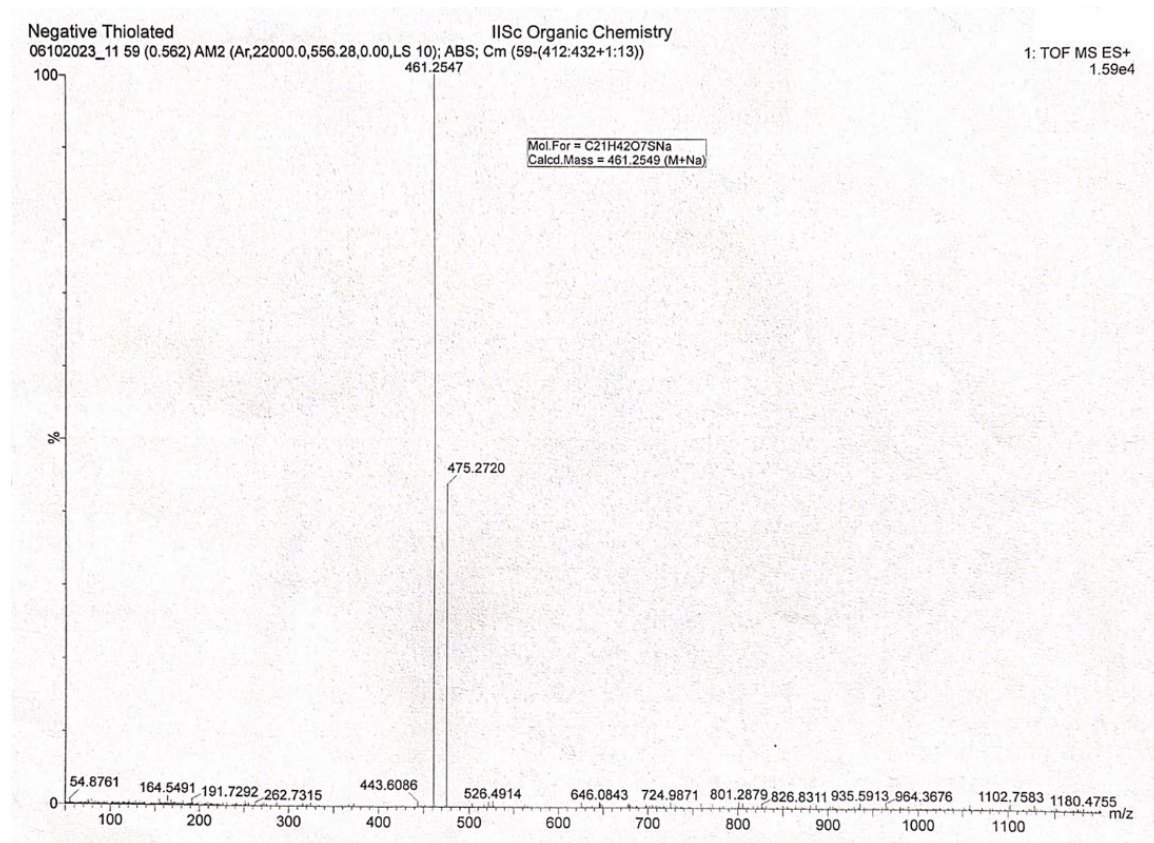 Negative Thiolated
IISc Organic Chemistry
06102023_11 59 (0.562) AM2 (Ar,22000.0,556.28,0.00,LS 10); ABS; Cm (59-(412:432+1:13))
1: TOF MS ES+
1.59e4
461.2547
100
Mol.For = C21H42O7SNa
Calcd.Mass = 461.2549 (M+Na)
%
475.2720
54.8761
164.5491
191.7292
262.7315
443.6086
526.4914
646.0843
724.9871
801.2879
826.8311
935.5913
964.3676
1102.7583
1180.4755
0
m/z
100 200 300 400 500 600 700 800 900 1000 1100